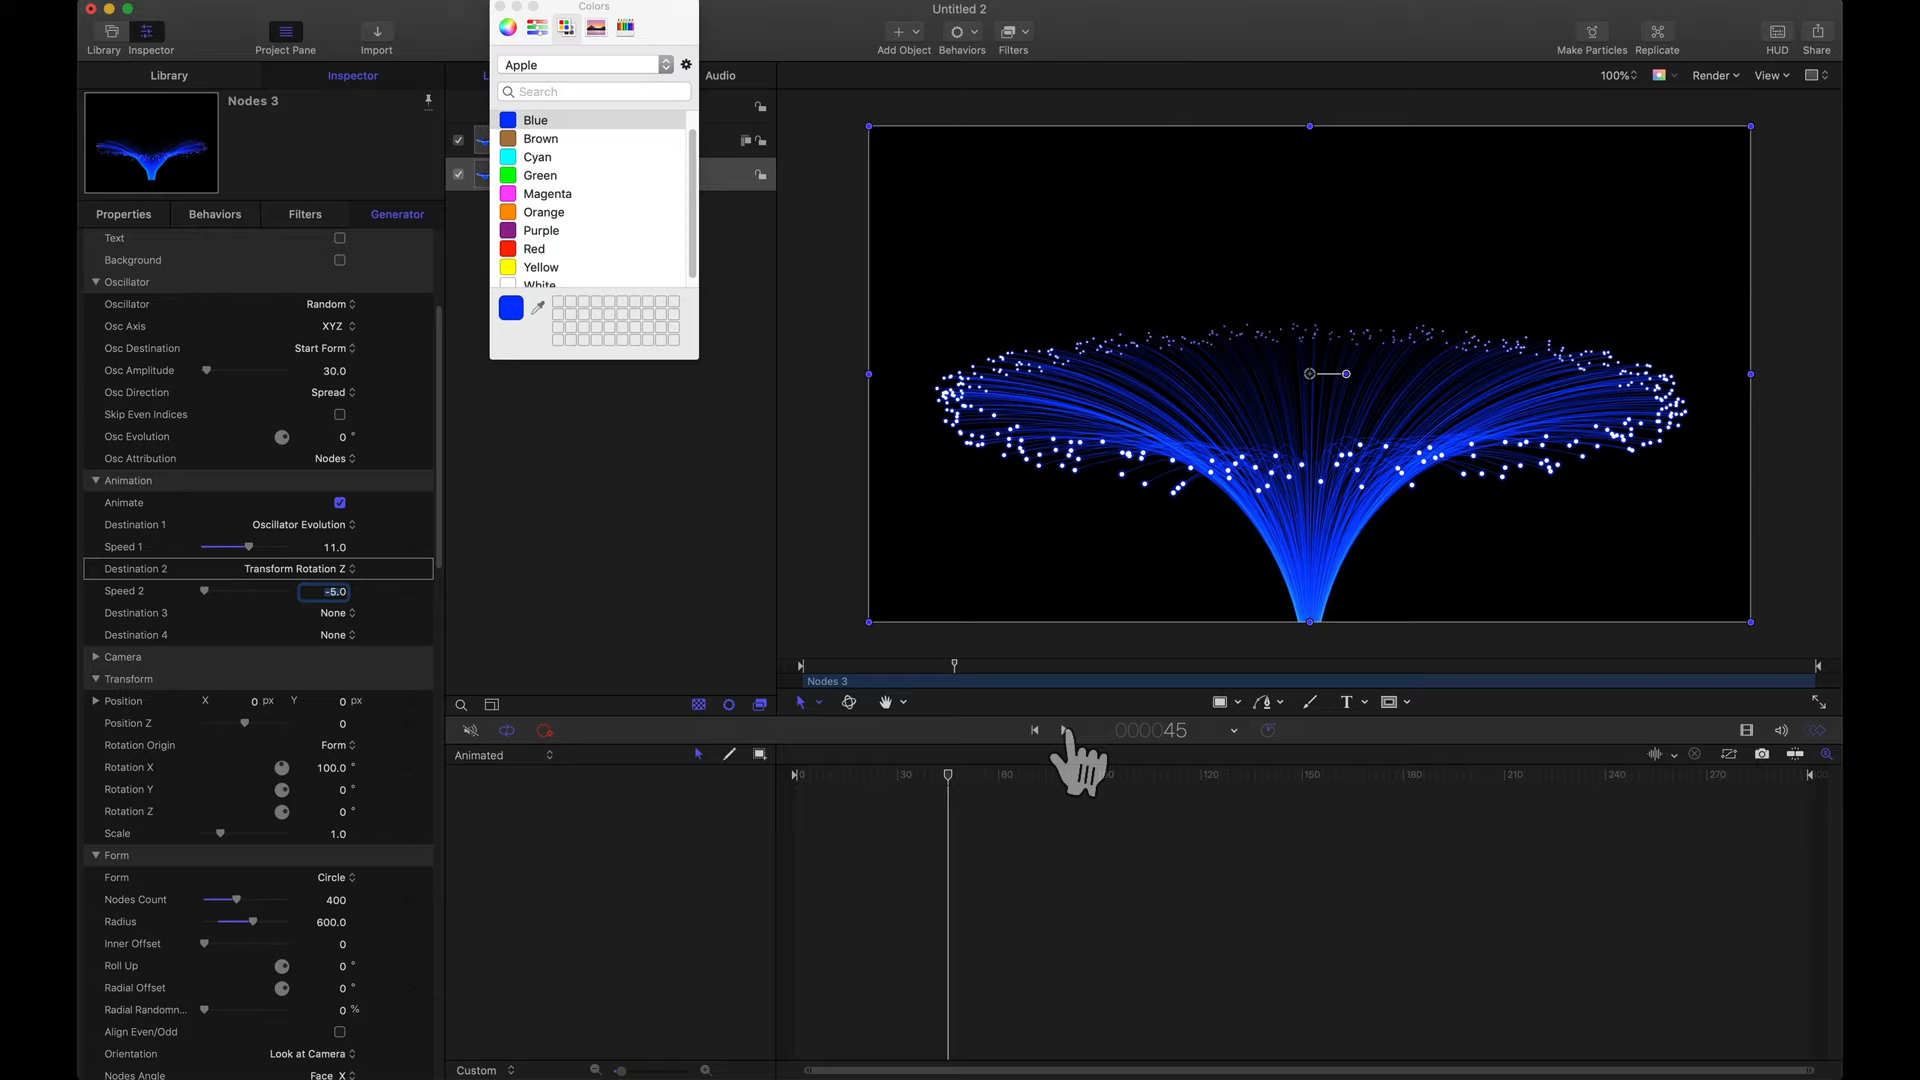 Colors
Untitled 2
Library Inspector Project Pane Import
Add Object Behaviors Filters
Make Particles Replicate HUD Share
Library Inspector
Apple
Audio
100% Render View
Search
Nodes 3
Blue
Brown
Cyan
Green
Magenta
Orange
Purple
Red
Yellow
White
Properties Behaviors Filters Generator
Text
Background
Oscillator
Oscillator Random
Osc Axis XYZ
Osc Destination Start Form
Osc Amplitude 30.0
Osc Direction Spread
Skip Even Indices
Osc Evolution 0 °
Osc Attribution Nodes
Animation
Animate
Destination 1 Oscillator Evolution
Speed 1 11.0
Destination 2 Transform Rotation Z
Speed 2 -5.0
Destination 3 None
Destination 4 None
Camera
Transform
Position X 0 px Y 0 px
Position Z 0
Rotation Origin Form
Rotation X 100.0 °
Rotation Y 0 °
Rotation Z 0 °
Scale 1.0
Form
Form Circle
Nodes Count 400
Radius 600.0
Inner Offset 0
Roll Up 0 °
Radial Offset 0 °
Radial Randomn... 0 %
Align Even/Odd
Orientation Look at Camera
Nodes Angle Face X
Nodes 3
T
000045
Animated
0 30 60 90 120 150 180 210 240 270 300
Custom